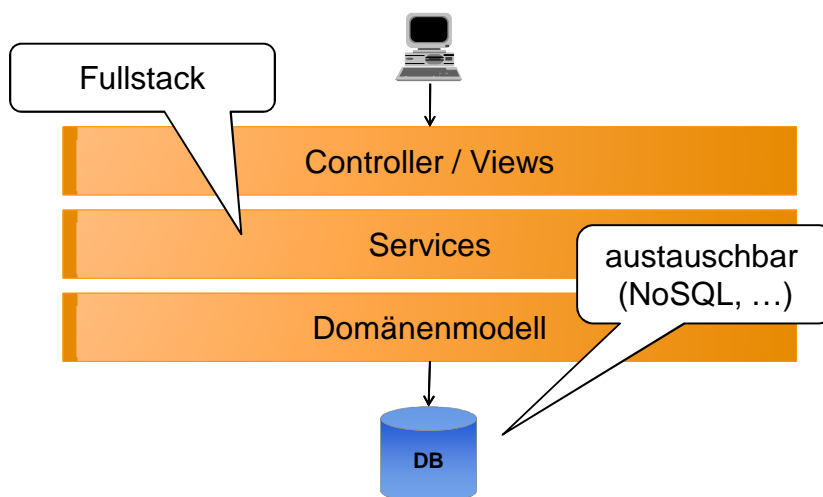 Fullstack
Controller / Views
Services
austauschbar
(NoSQL, …)
Domänenmodell
DB